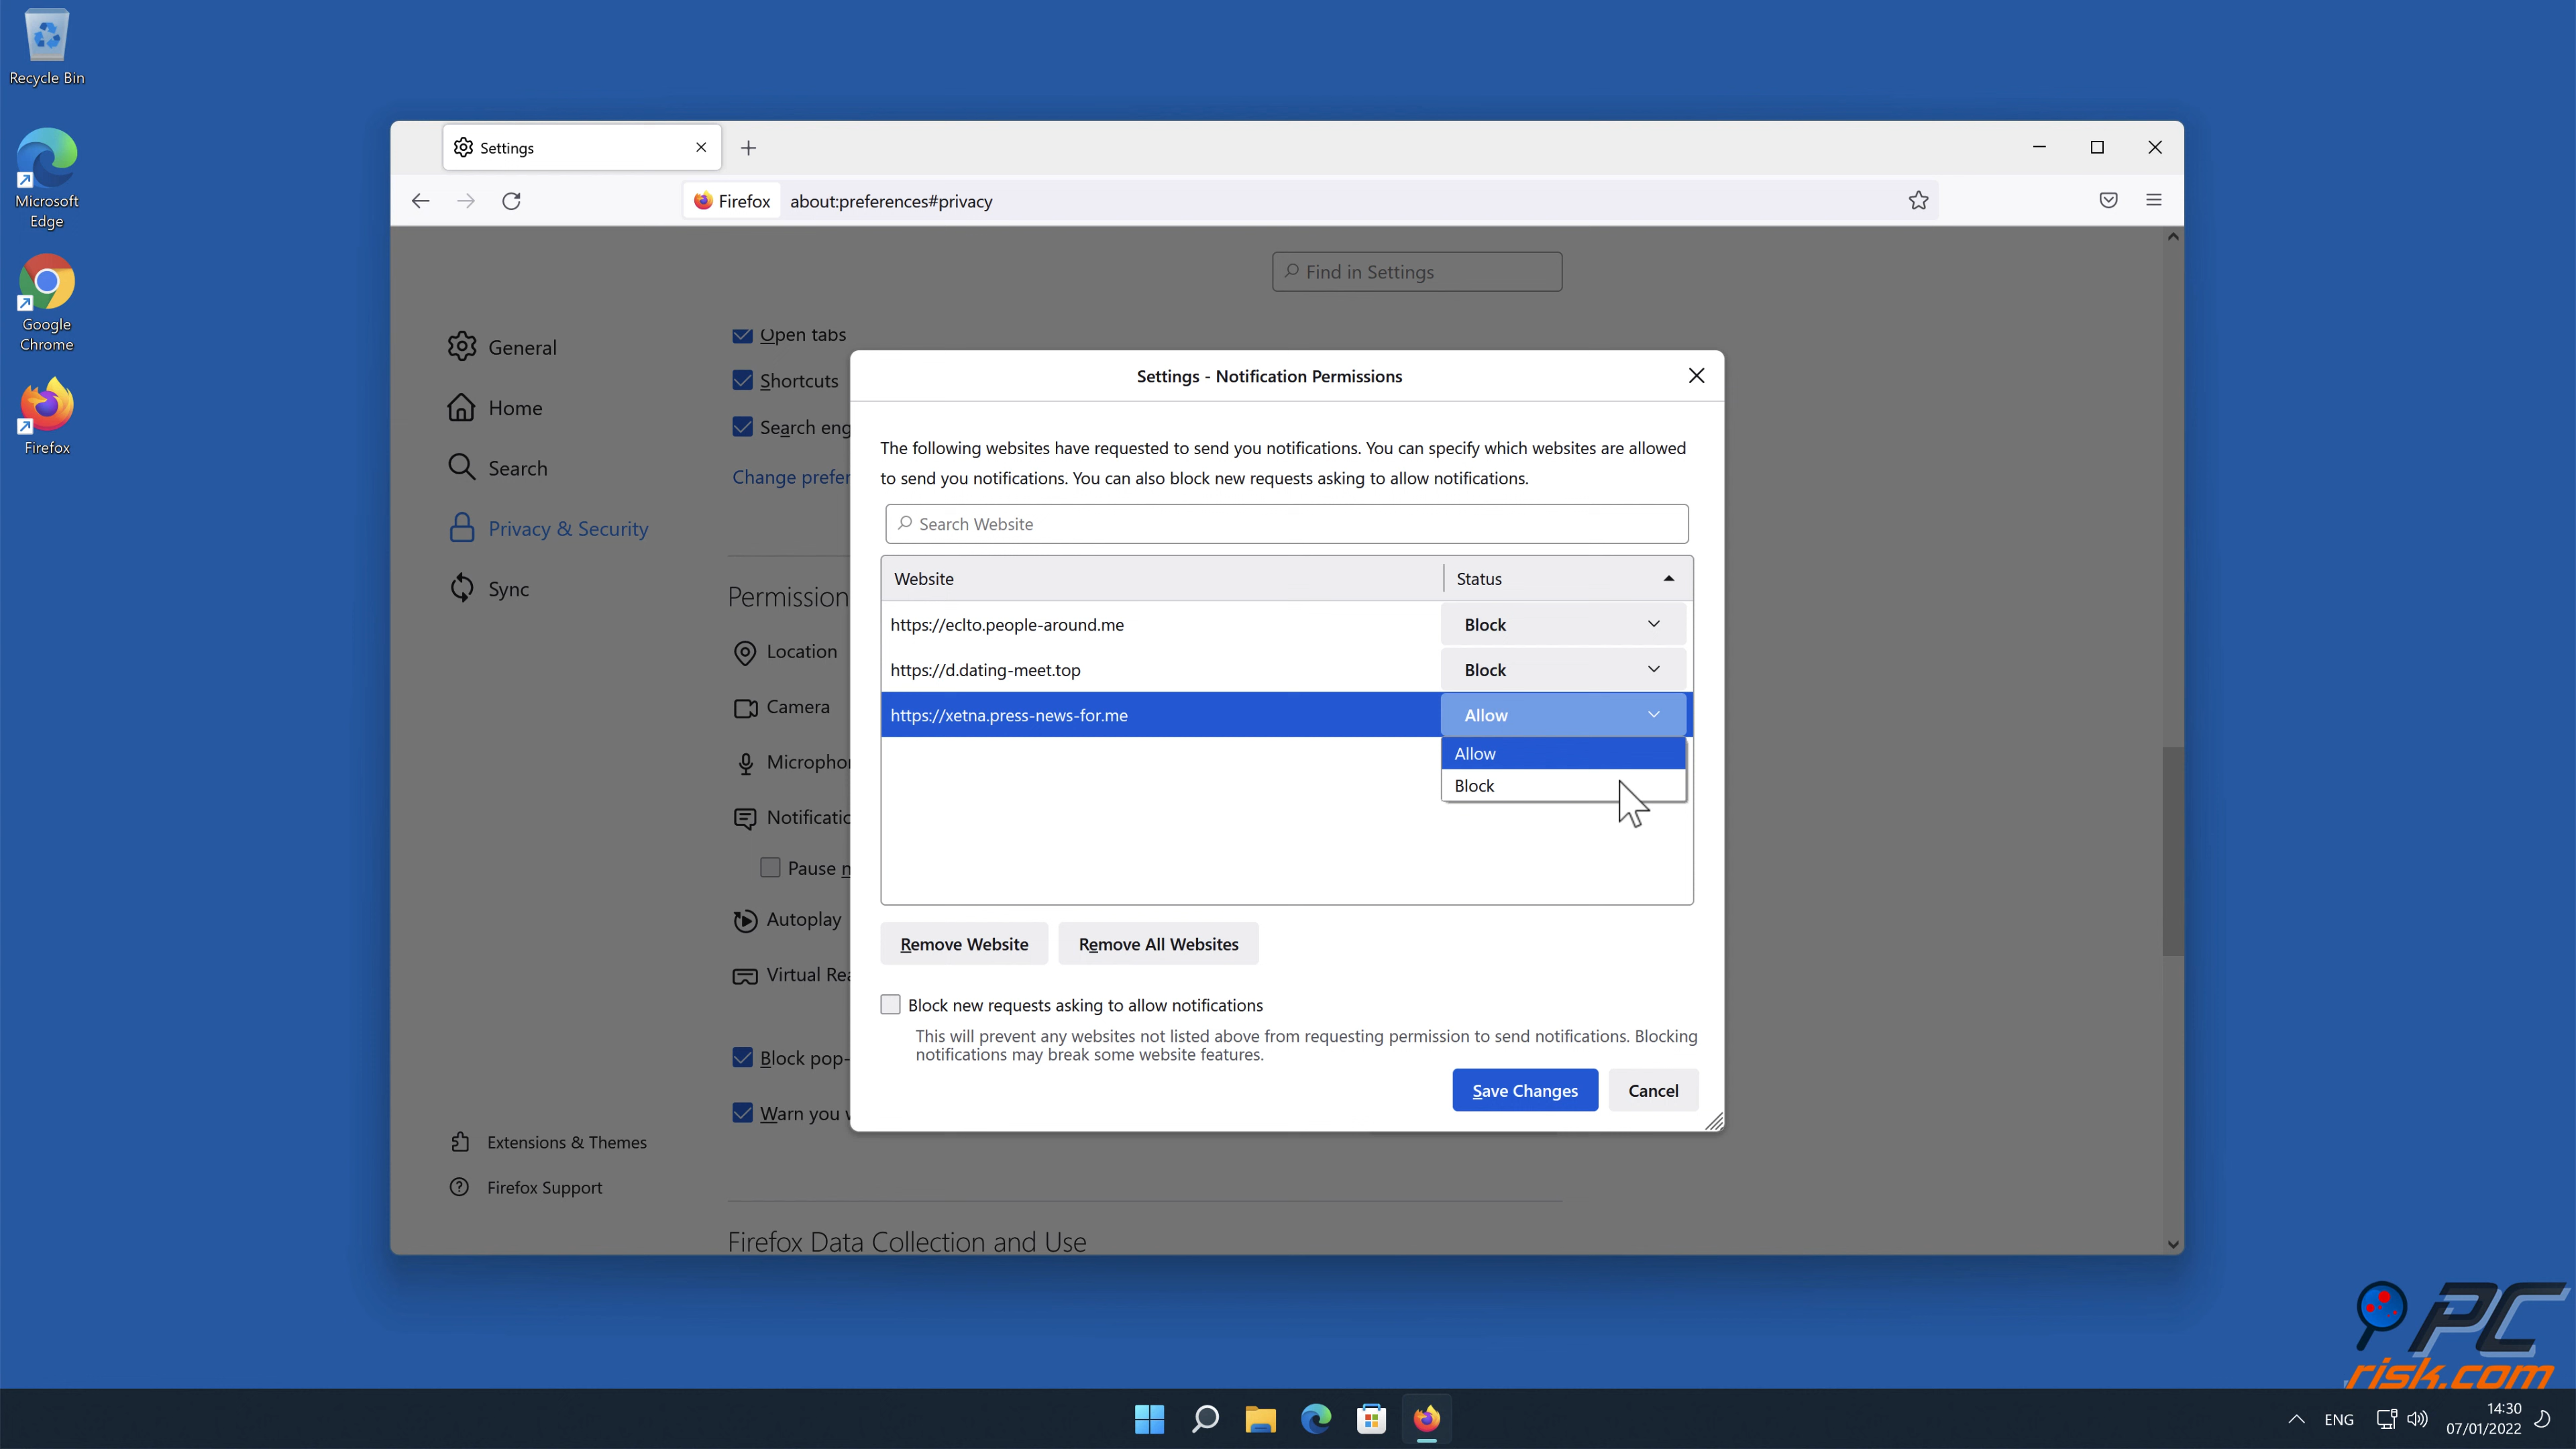 Recycle Bin
Microsoft
Edge
Google
Chrome
Firefox
Settings
Firefox
about:preferences#privacy
Find in Settings
General
Home
Search
Privacy & Security
Sync
Extensions & Themes
Firefox Support
Open tabs
Shortcuts
Search eng
Change prefer
Permission
Location
Camera
Microphon
Notificatio
Pause n
Autoplay
Virtual Rea
Block pop-
Warn you w
Firefox Data Collection and Use
Settings - Notification Permissions
The following websites have requested to send you notifications. You can specify which websites are allowed
to send you notifications. You can also block new requests asking to allow notifications.
Search Website
Website Status
https://eclto.people-around.me Block
https://d.dating-meet.top Block
https://xetna.press-news-for.me Allow
Allow
Block
Remove Website Remove All Websites
Block new requests asking to allow notifications
This will prevent any websites not listed above from requesting permission to send notifications. Blocking
notifications may break some website features.
Save Changes Cancel
PC
risk.com
ENG
14:30
07/01/2022